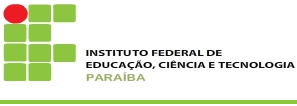 INSTITUTO FEDERAL DE
EDUCAÇÃO, CIÊNCIA E TECNOLOGIA
PARAÍBA